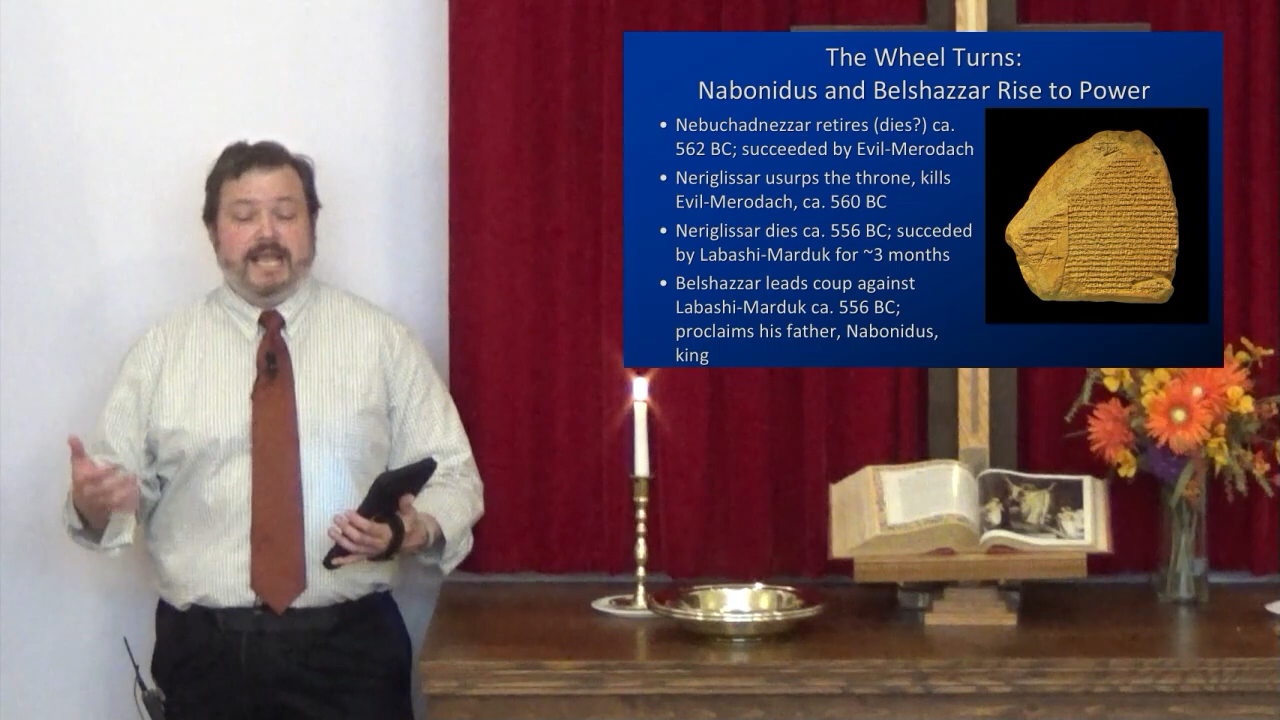 The Wheel Turns:
Nabonidus and Belshazzar Rise to Power
• Nebuchadnezzar retires (dies?) ca.
562 BC; succeeded by Evil-Merodach
• Neriglissar usurps the throne, kills
Evil-Merodach, ca. 560 BC
• Neriglissar dies ca. 556 BC; succeded
by Labashi-Marduk for ~3 months
• Belshazzar leads coup against
Labashi-Marduk ca. 556 BC;
proclaims his father, Nabonidus,
king